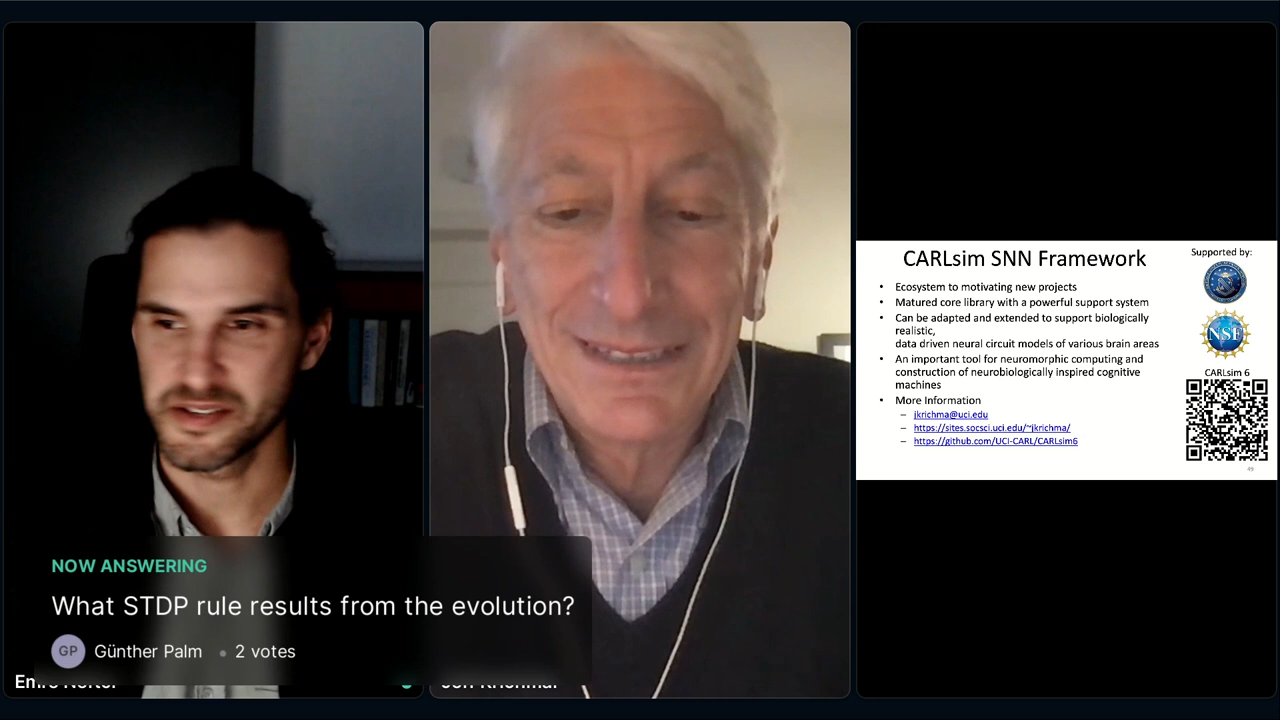 NOW ANSWERING
What STDP rule results from the evolution?
GP Günther Palm • 2 votes
CARLsim SNN Framework
Supported by:
• Ecosystem to motivating new projects
• Matured core library with a powerful support system
• Can be adapted and extended to support biologically
realistic,
data driven neural circuit models of various brain areas
• An important tool for neuromorphic computing and
construction of neurobiologically inspired cognitive
machines
• More Information
– jkrichma@uci.edu
– https://sites.socsci.uci.edu/~jkrichma/
– https://github.com/UCI-CARL/CARLsim6
NSF
CARLsim 6
49